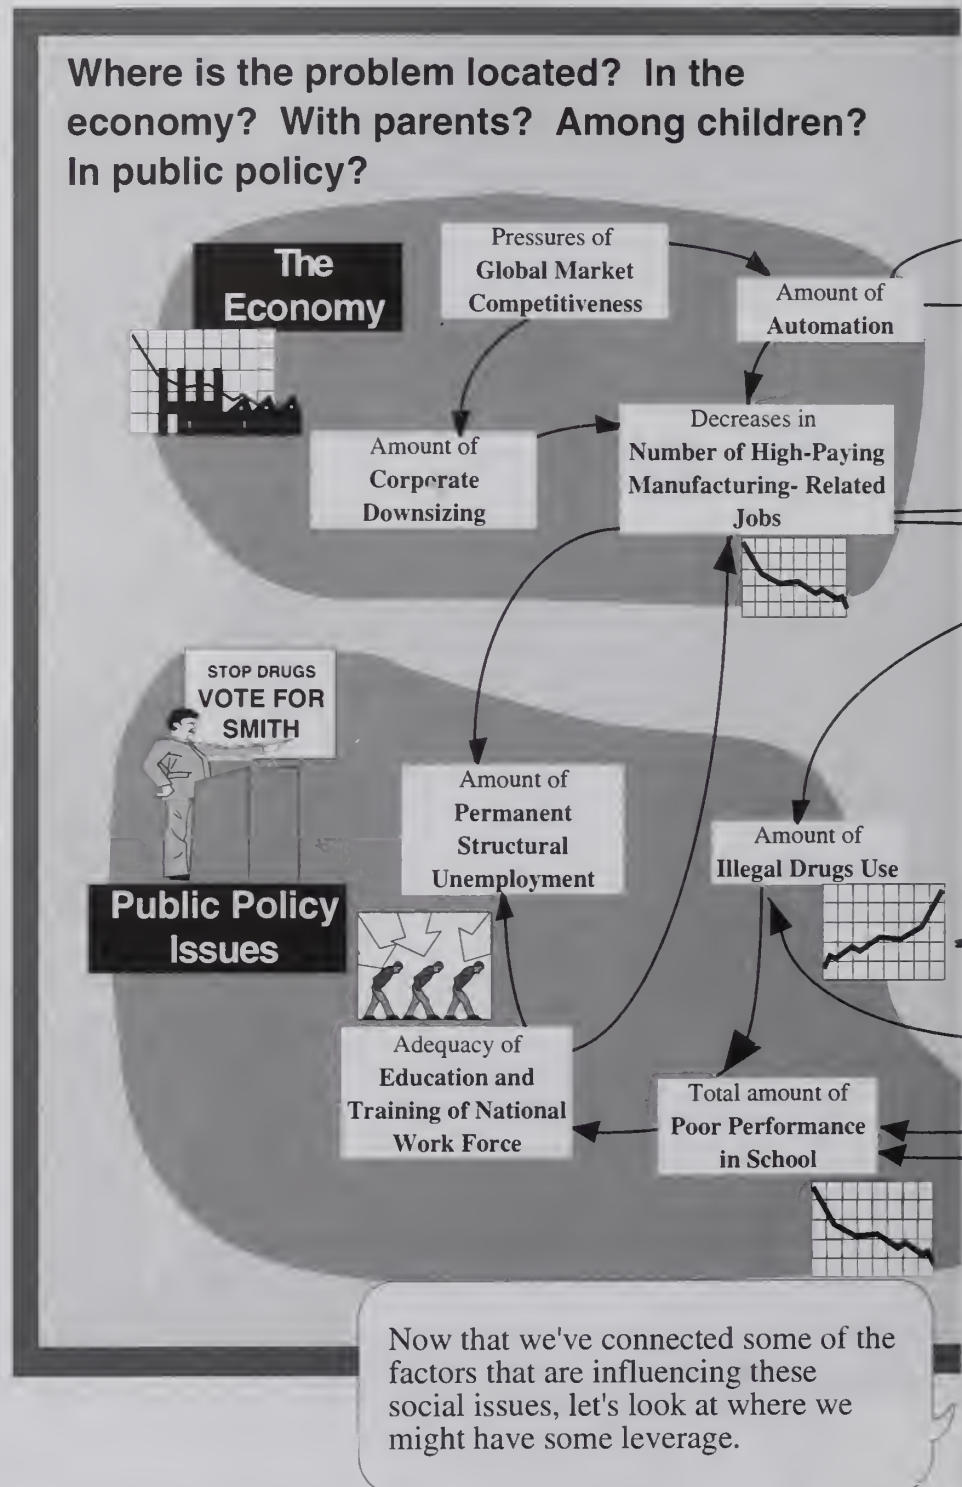 Where is the problem located? In the
economy? With parents? Among children?
In public policy?
The
Economy
Pressures of
Global Market
Competitiveness
Amount of
Automation
Amount of
Corporate
Downsizing
Decreases in
Number of High-Paying
Manufacturing- Related
Jobs
STOP DRUGS
VOTE FOR
SMITH
Public Policy
Issues
Amount of
Permanent
Structural
Unemployment
Amount of
Illegal Drugs Use
Adequacy of
Education and
Training of National
Work Force
Total amount of
Poor Performance
in School
Now that we've connected some of the
factors that are influencing these
social issues, let's look at where we
might have some leverage.